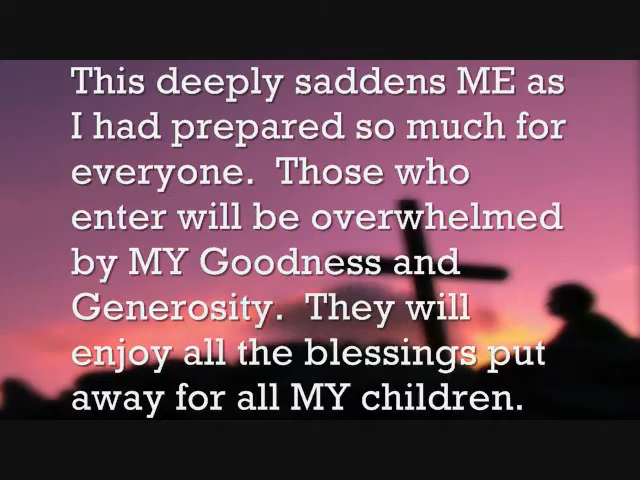 This deeply saddens ME as
I had prepared so much for
everyone.  Those who
enter will be overwhelmed
by MY Goodness and
Generosity.  They will
enjoy all the blessings put
away for all MY children.